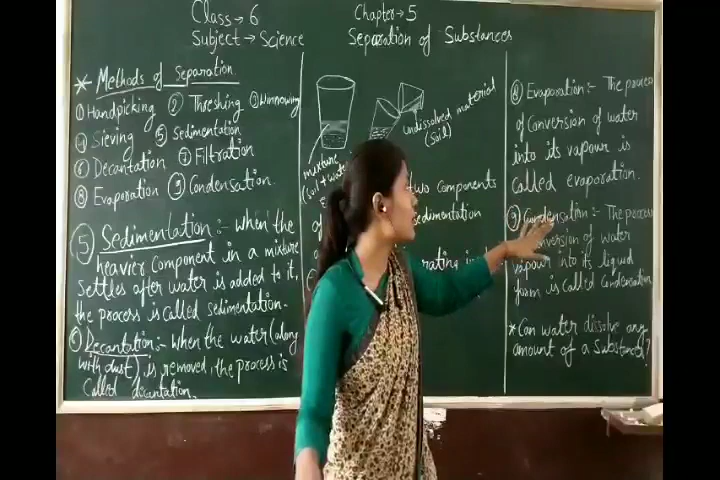 Class → 6
Chapter → 5
Subject → Science
Separation of Substances
* Methods of Separation
① Handpicking ② Threshing ③ Winnowing
④ Sieving ⑤ Sedimentation
⑥ Decantation ⑦ Filtration
⑧ Evaporation ⑨ Condensation.
⑤ Sedimentation :- when the
heavier component in a mixture
settles after water is added to it,
the process is called sedimentation.
⑥ Decantation :- when the water (along
with dust) is removed, the process is
called decantation.
mixture
(soil + wate
undissolved material
(soil)
two components
of
sedimentation
rating
⑧ Evaporation :- The process
of conversion of water
into its vapour is
called evaporation.
⑨ Condensation :- The process
conversion of water
vapour into its liquid
form is called condensation
* Can water dissolve any
amount of a substance?